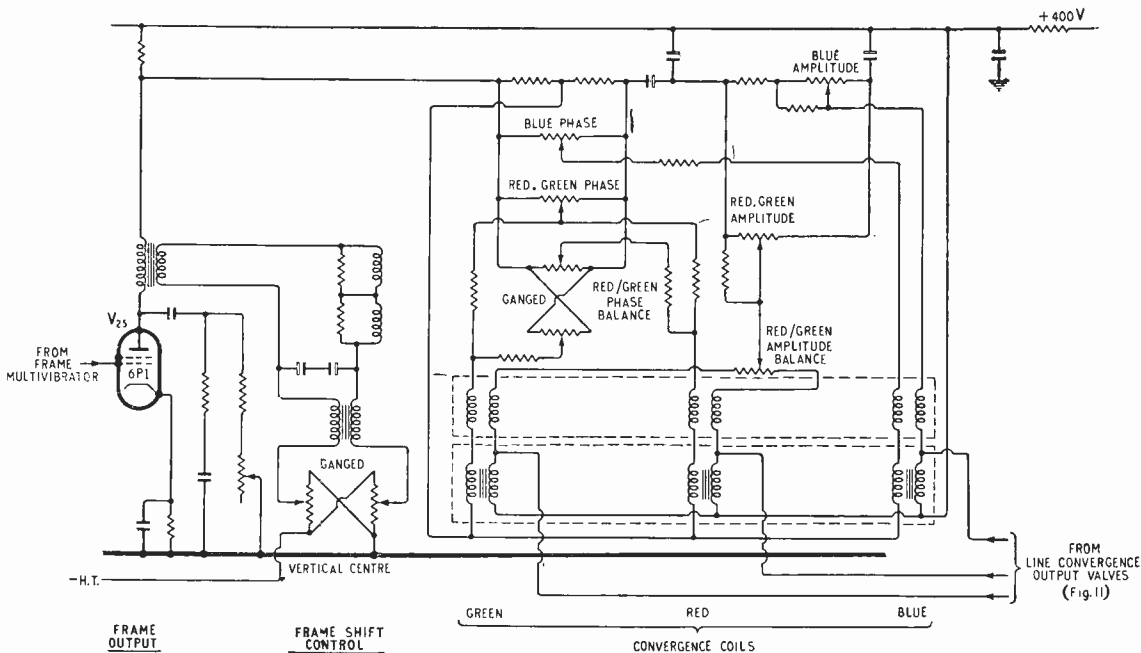 +400V
BLUE
AMPLITUDE
BLUE PHASE
RED. GREEN PHASE
RED. GREEN
AMPLITUDE
GANGED
RED/GREEN
PHASE
BALANCE
RED/GREEN
AMPLITUDE
BALANCE
V25
6P1
FROM
FRAME
MULTIVIBRATOR
GANGED
VERTICAL CENTRE
-H.T.
FROM
LINE CONVERGENCE
OUTPUT VALVES
(Fig. 11)
GREEN
RED
BLUE
CONVERGENCE COILS
FRAME
OUTPUT
FRAME SHIFT
CONTROL